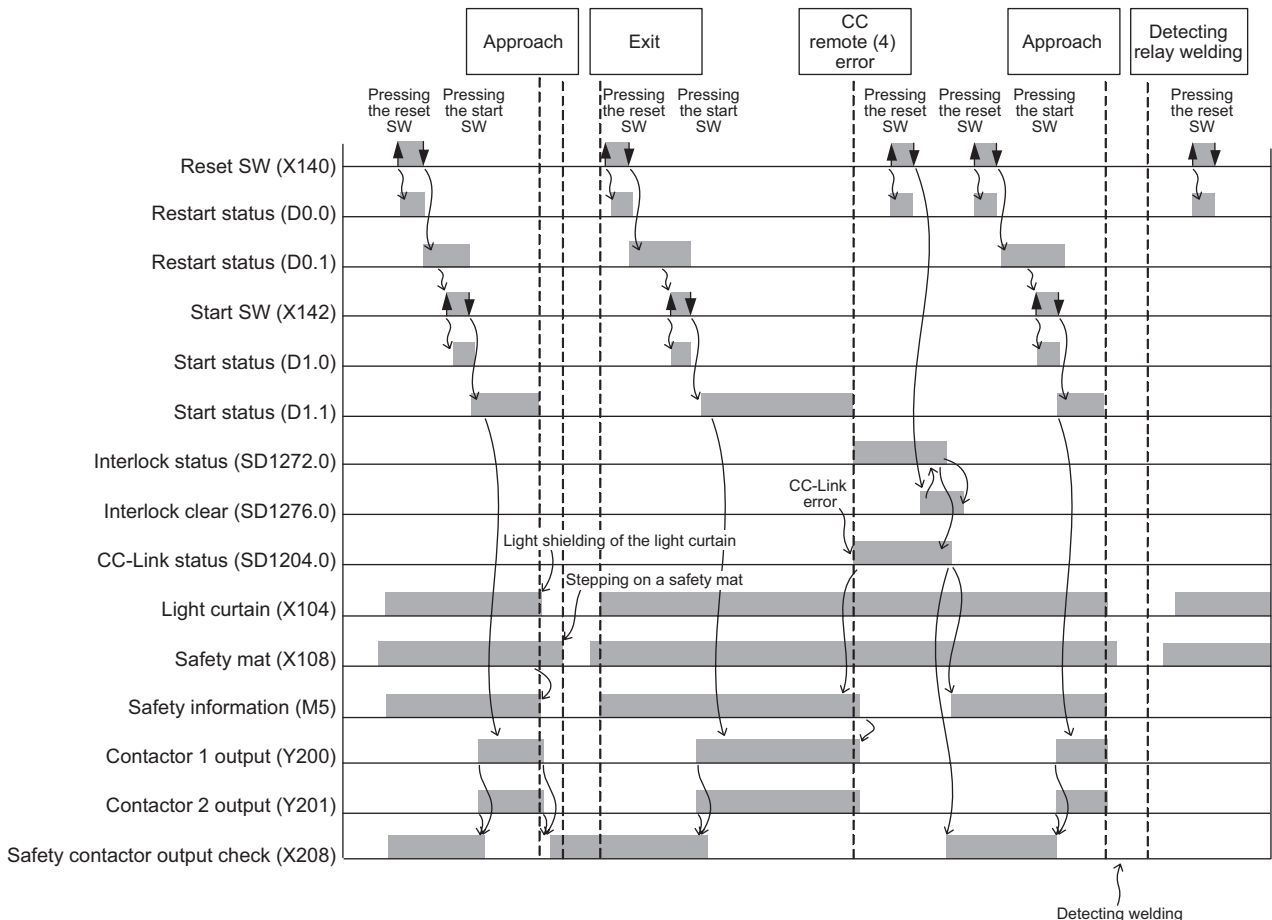 Approach
Exit
CC
remote (4)
error
Approach
Detecting
relay welding
Pressing
the reset
SW
Pressing
the start
SW
Pressing
the reset
SW
Pressing
the start
SW
Pressing
the reset
SW
Pressing
the reset
SW
Pressing
the start
SW
Pressing
the reset
SW
Reset SW (X140)
Restart status (D0.0)
Restart status (D0.1)
Start SW (X142)
Start status (D1.0)
Start status (D1.1)
Interlock status (SD1272.0)
CC-Link
error
Interlock clear (SD1276.0)
Light shielding of the light curtain
CC-Link status (SD1204.0)
Stepping on a safety mat
Light curtain (X104)
Safety mat (X108)
Safety information (M5)
Contactor 1 output (Y200)
Contactor 2 output (Y201)
Safety contactor output check (X208)
Detecting welding